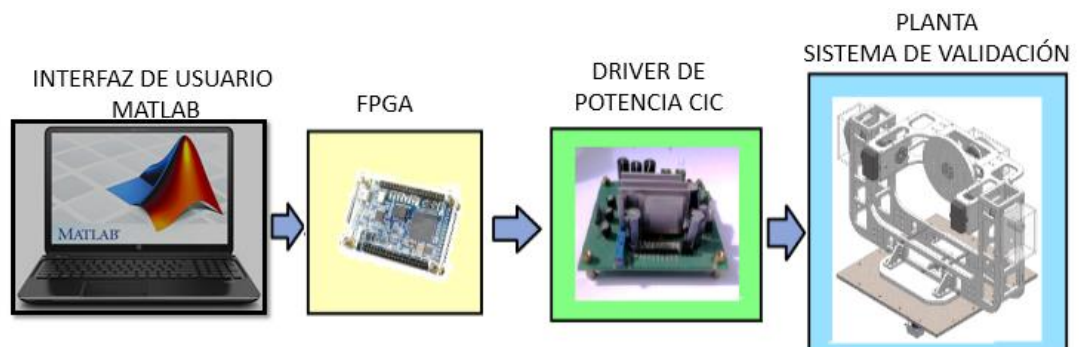 INTERFAZ DE USUARIO
MATLAB
FPGA
DRIVER DE
POTENCIA CIC
PLANTA
SISTEMA DE VALIDACIÓN
MATLAB